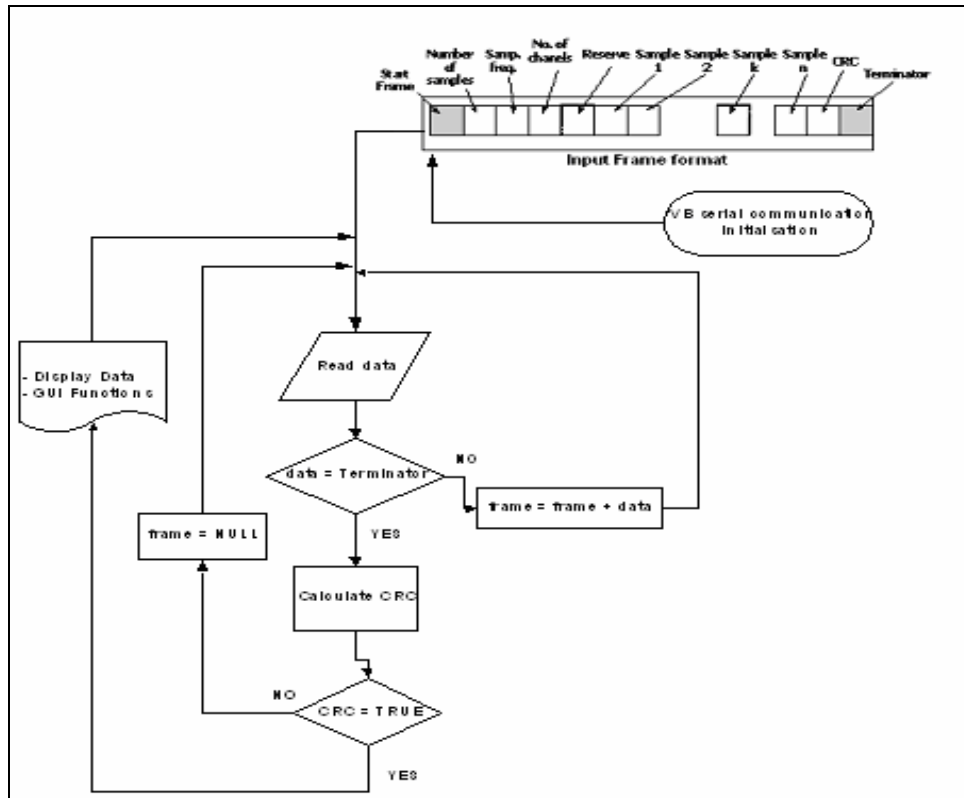 Start
Frame
Number
of
samples
Samp.
freq.
No. of
chanels
Reserve
Sample
1
Sample
2
Sample
k
Sample
n
CRC
Terminator
Input Frame format
VB serial communication
Initialisation
Read data
- Display Data
- GUI Functions
data = Terminator
NO
frame = frame + data
YES
frame = NULL
Calculate CRC
NO
CRC = TRUE
YES